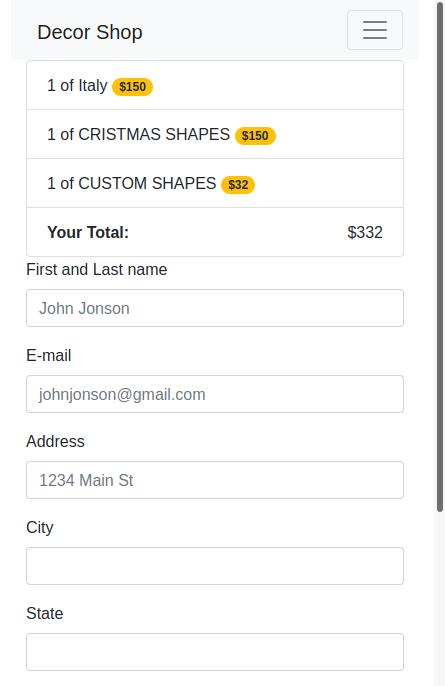 Decor Shop
1 of Italy $150
1 of CRISTMAS SHAPES $150
1 of CUSTOM SHAPES $32
Your Total: $332
First and Last name
John Jonson
E-mail
johnjonson@gmail.com
Address
1234 Main St
City
State